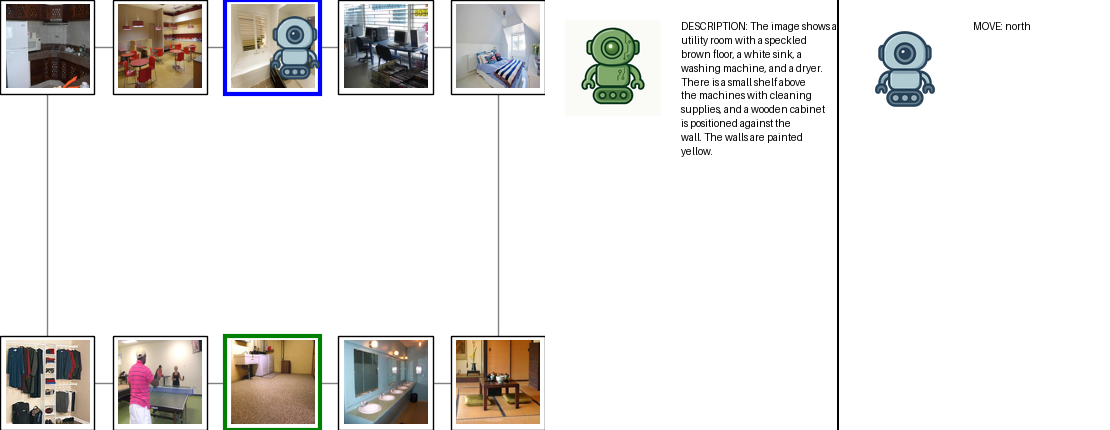 DESCRIPTION: The image shows a
utility room with a speckled
brown floor, a white sink, a
washing machine, and a dryer.
There is a small shelf above
the machines with cleaning
supplies, and a wooden cabinet
is positioned against the
wall. The walls are painted
yellow.
MOVE: north